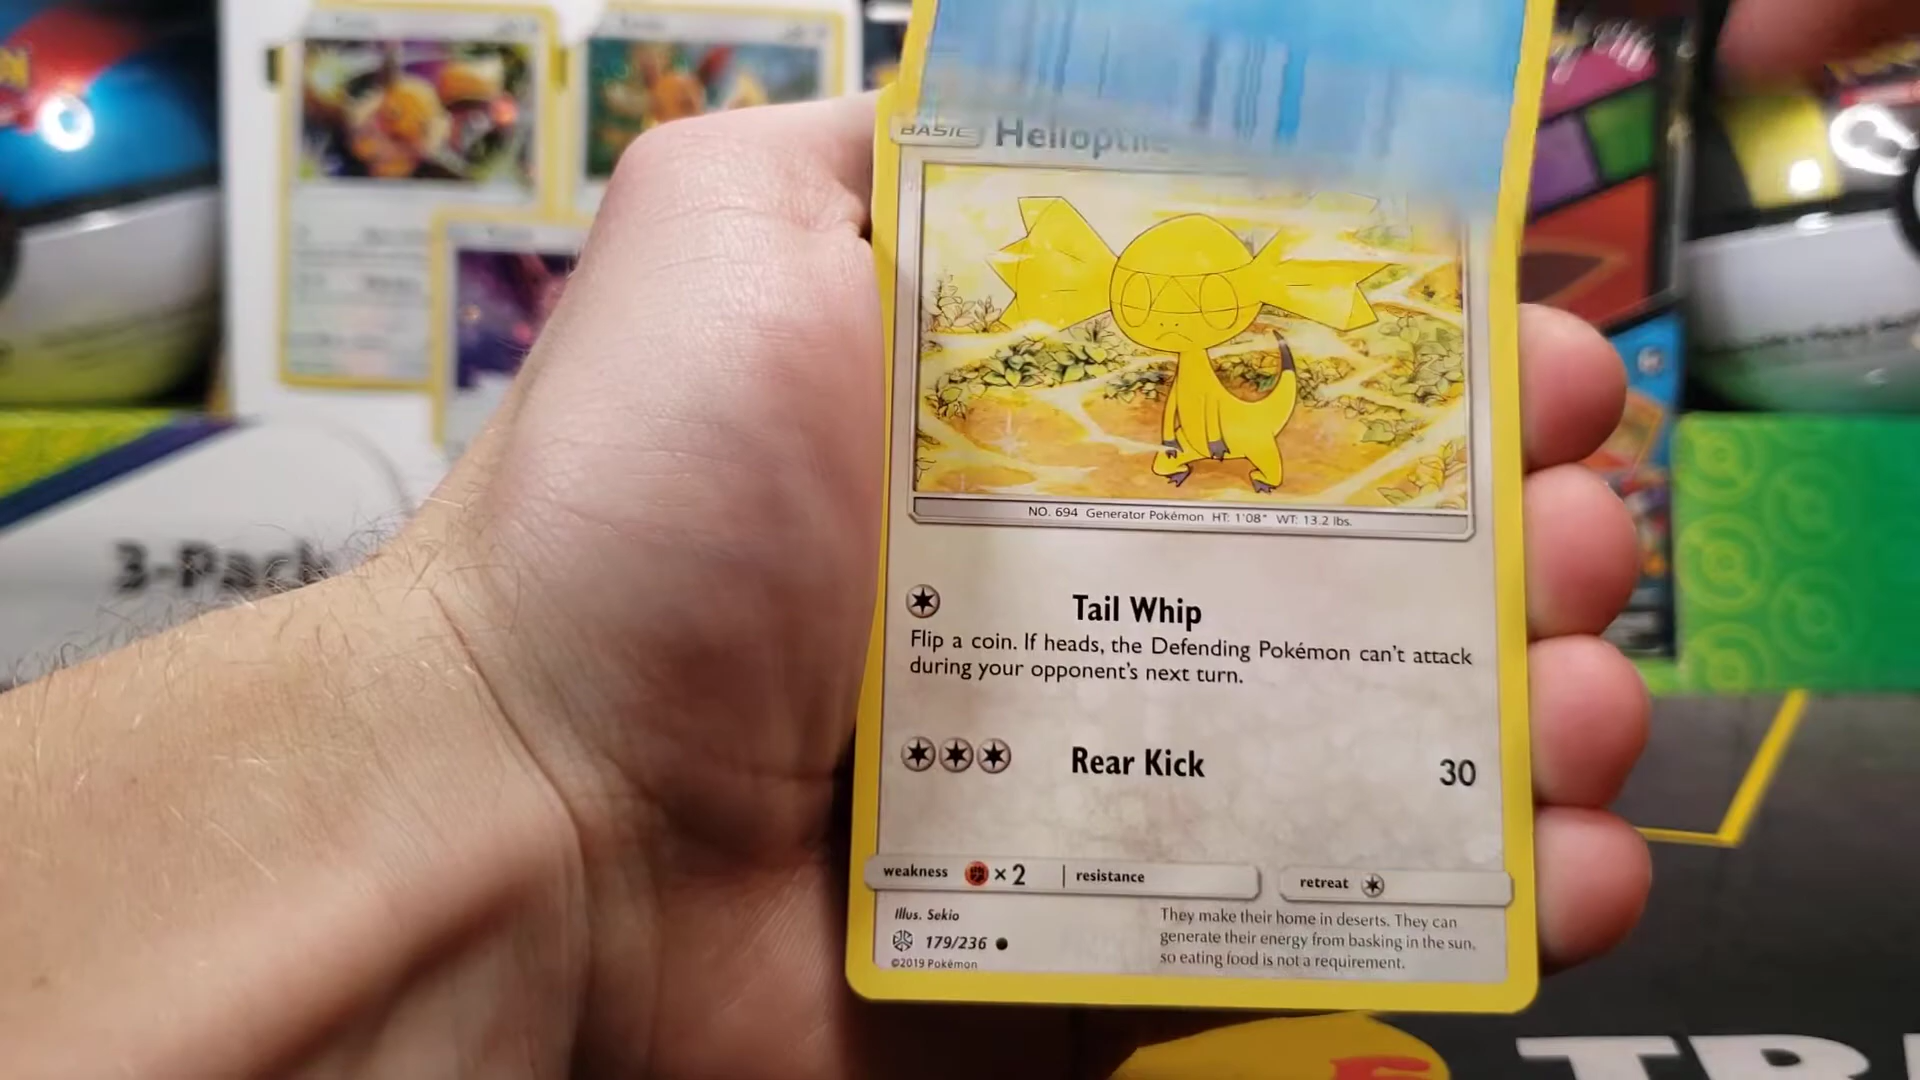 3-Pack
BASIC Helioptile
NO. 694 Generator Pokémon HT: 1'08" WT: 13.2 lbs.
Tail Whip
Flip a coin. If heads, the Defending Pokémon can't attack
during your opponent's next turn.
Rear Kick 30
weakness ×2 resistance retreat
Illus. Sekio
179/236
©2019 Pokémon
They make their home in deserts. They can
generate their energy from basking in the sun,
so eating food is not a requirement.
TR